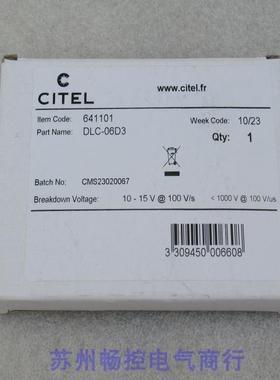 CITEL
www.citel.fr
Item Code: 641101 Week Code: 10/23
Part Name: DLC-06D3 Qty: 1
Batch No: CMS23020067
Breakdown Voltage: 10 - 15 V @ 100 V/s < 1000 V @ 100 V/us
3 309450 006608
苏州畅控电气商行